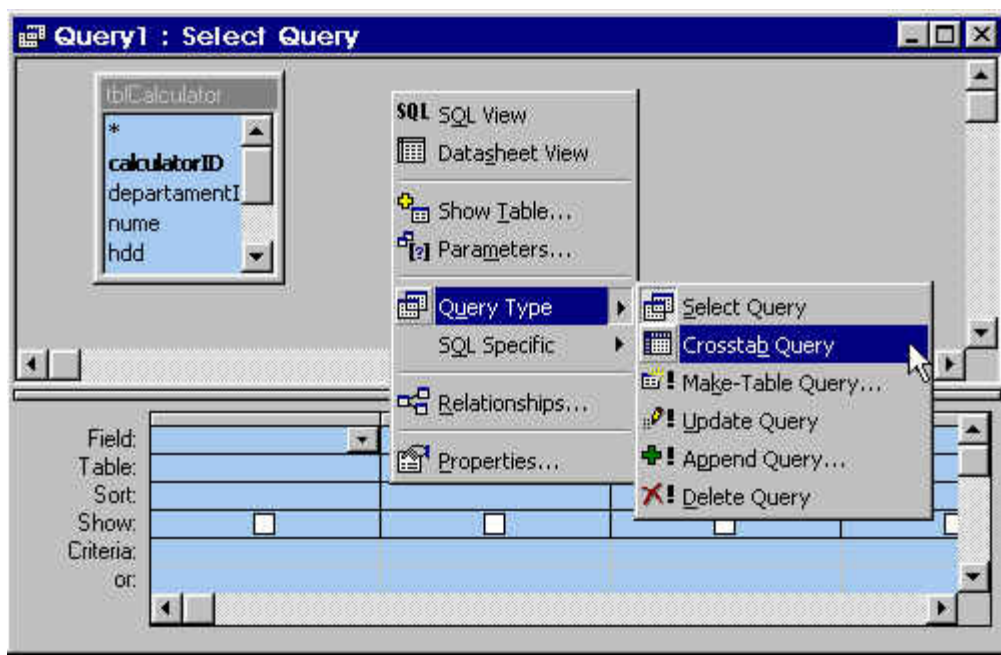 Query1 : Select Query
tblCalculator
*
calculatorID
departamentI
nume
hdd
SQL SQL View
Datasheet View
Show Table...
[?] Parameters...
Query Type
SQL Specific
Relationships...
Properties...
Select Query
Crosstab Query
Make-Table Query...
Update Query
Append Query...
Delete Query
Field:
Table:
Sort:
Show:
Criteria:
or: